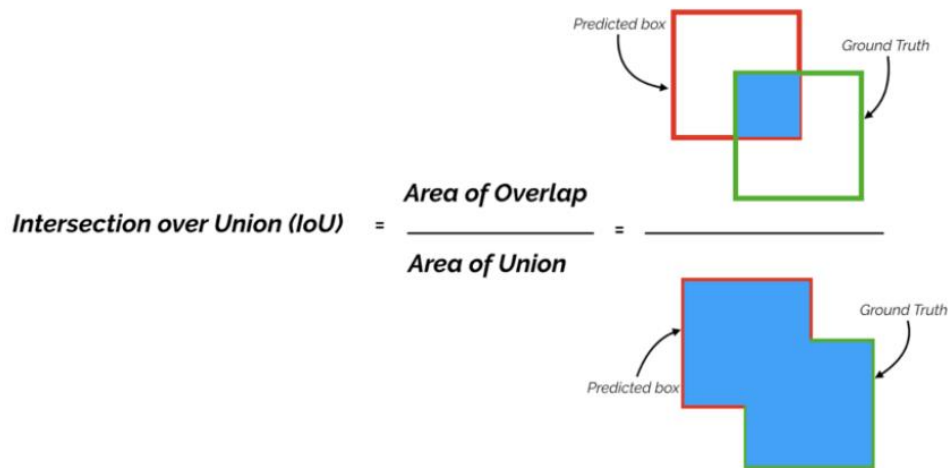 Predicted box
Ground Truth
Intersection over Union (IoU) = Area of Overlap =
Area of Union
Ground Truth
Predicted box